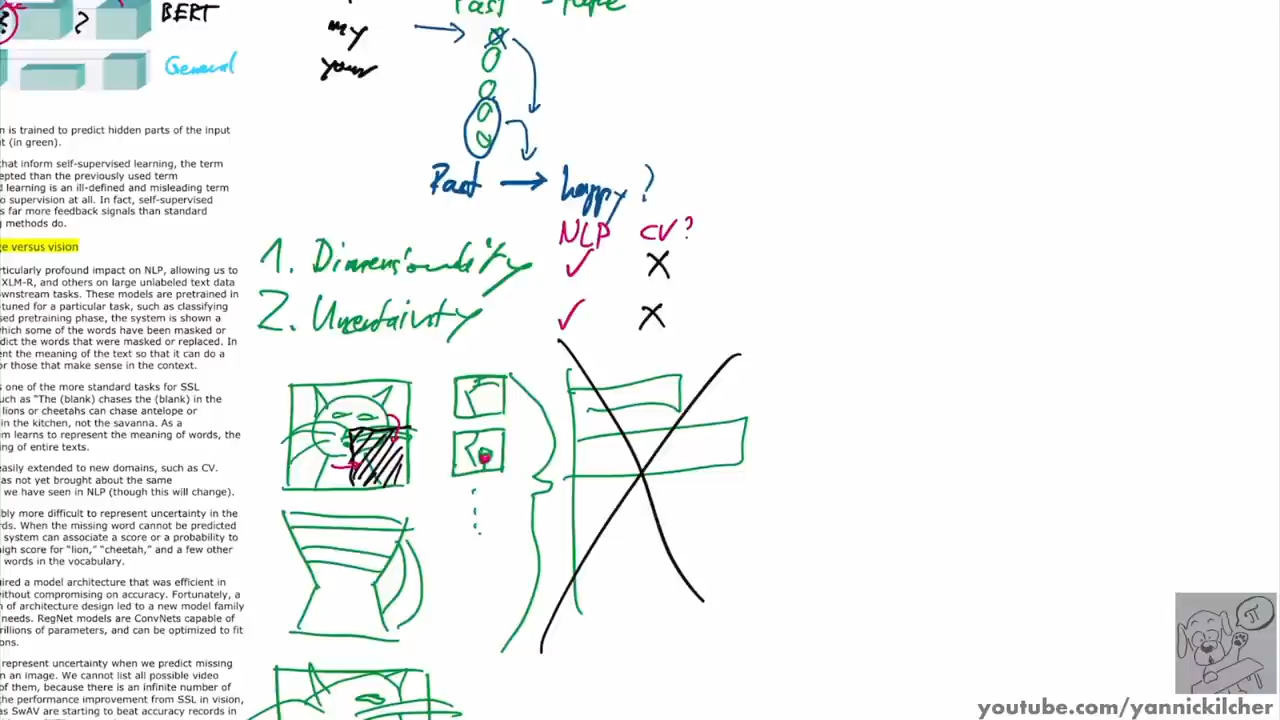 BERT
General
Past
my
your
n is trained to predict hidden parts of the input
t (in green).
hat inform self-supervised learning, the term
epted than the previously used term
d learning is an ill-defined and misleading term
o supervision at all. In fact, self-supervised
s far more feedback signals than standard
g methods do.
ge versus vision
rticularly profound impact on NLP, allowing us to
XLM-R, and others on large unlabeled text data
wnstream tasks. These models are pretrained in
-tuned for a particular task, such as classifying
sed pretraining phase, the system is shown a
hich some of the words have been masked or
dict the words that were masked or replaced. In
ent the meaning of the text so that it can do a
or those that make sense in the context.
s one of the more standard tasks for SSL
uch as "The (blank) chases the (blank) in the
lions or cheetahs can chase antelope or
in the kitchen, not the savanna. As a
m learns to represent the meaning of words, the
ng of entire texts.
easily extended to new domains, such as CV.
as not yet brought about the same
we have seen in NLP (though this will change).
bly more difficult to represent uncertainty in the
rds. When the missing word cannot be predicted
system can associate a score or a probability to
high score for "lion," "cheetah," and a few other
words in the vocabulary.
ired a model architecture that was efficient in
vithout compromising on accuracy. Fortunately, a
n of architecture design led to a new model family
needs. RegNet models are ConvNets capable of
rillions of parameters, and can be optimized to fit
ons.
represent uncertainty when we predict missing
n an image. We cannot list all possible video
of them, because there is an infinite number of
the performance improvement from SSL in vision,
as SwAV are starting to beat accuracy records in
Past → happy ?
NLP CV?
1. Dimensionality ✓ X
2. Uncertainty ✓ X
π
youtube.com/yannickilcher